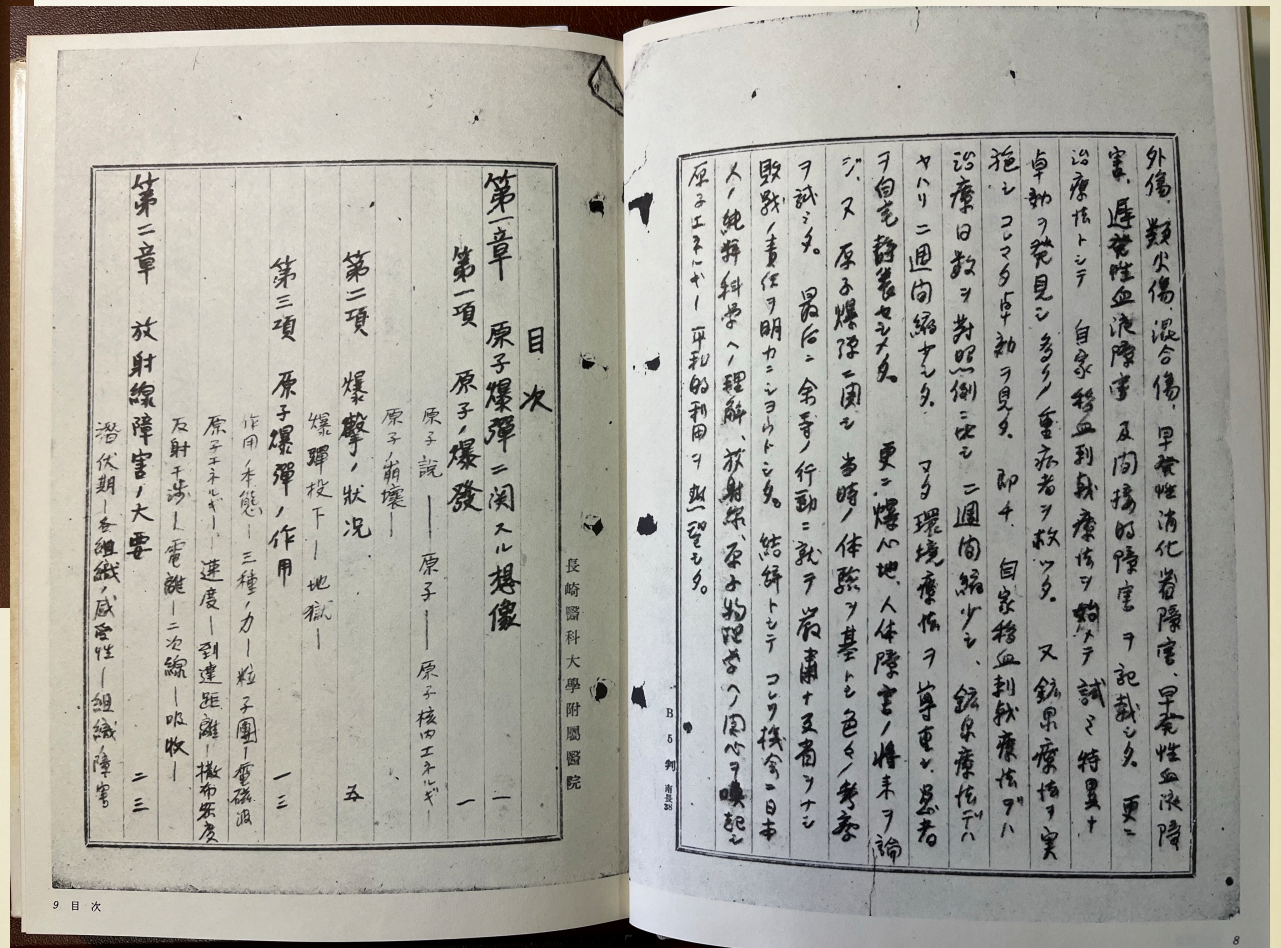 外傷、類火傷、混合傷、早発性消化器障害、早発性血液障
害、遅発性血液障害 及間接的障害 ヲ記載シタ。 更ニ
治療法トシテ 自家移血刺戟療法ヲ始メテ試ミ特異ナ
卓効ヲ発見シ 多クノ重病者ヲ救ッタ。 又鉱泉療法ヲ実
施シ コレマタ卓効ヲ見タ。 即チ 自家移血刺戟療法デハ
治療日数ヲ対照例ニ比シ 二週間縮少シ、 鉱泉療法デハ
ヤハリ二週間縮少シタ。 マタ環境療法ヲ尊重シ 患者
ヲ自宅静養セシメタ。 更ニ爆心地、人体障害ノ将来ヲ論
ジ、又 原子爆弾ニ関シ 当時ノ体験ヲ基トシ色々ノ考察
ヲ試ミタ。 最后ニ余等ノ行動ニ就テ厳粛ナ反省ヲナシ
敗戦ノ責任ヲ明カニショウトシタ。 結辞トシテ コノ機会ニ日本
人ノ純粋科学ヘノ理解、放射線、原子物理学ヘノ関心ヲ喚起シ
原子エネルギー 平和的利用ヲ熱望シタ。
B5判 南長38
8
長崎醫科大學附屬醫院
目次
第一章 原子爆彈ニ関スル想像 一
第一項 原子ノ爆發 一
原子説―原子―原子核内エネルギ
原子ノ崩壊―
第二項 爆撃ノ狀况 五
爆彈投下―地獄―
第三項 原子爆彈ノ作用 一三
作用ノ本態―三種ノ力―粒子團―電磁波
原子エネルギー―速度―到達距離―撒布密度
反射干渉―電離―二次線―吸收―
第二章 放射線障害ノ大要 二三
潜伏期―各組織ノ感受性―組織ノ障害
9 目 次